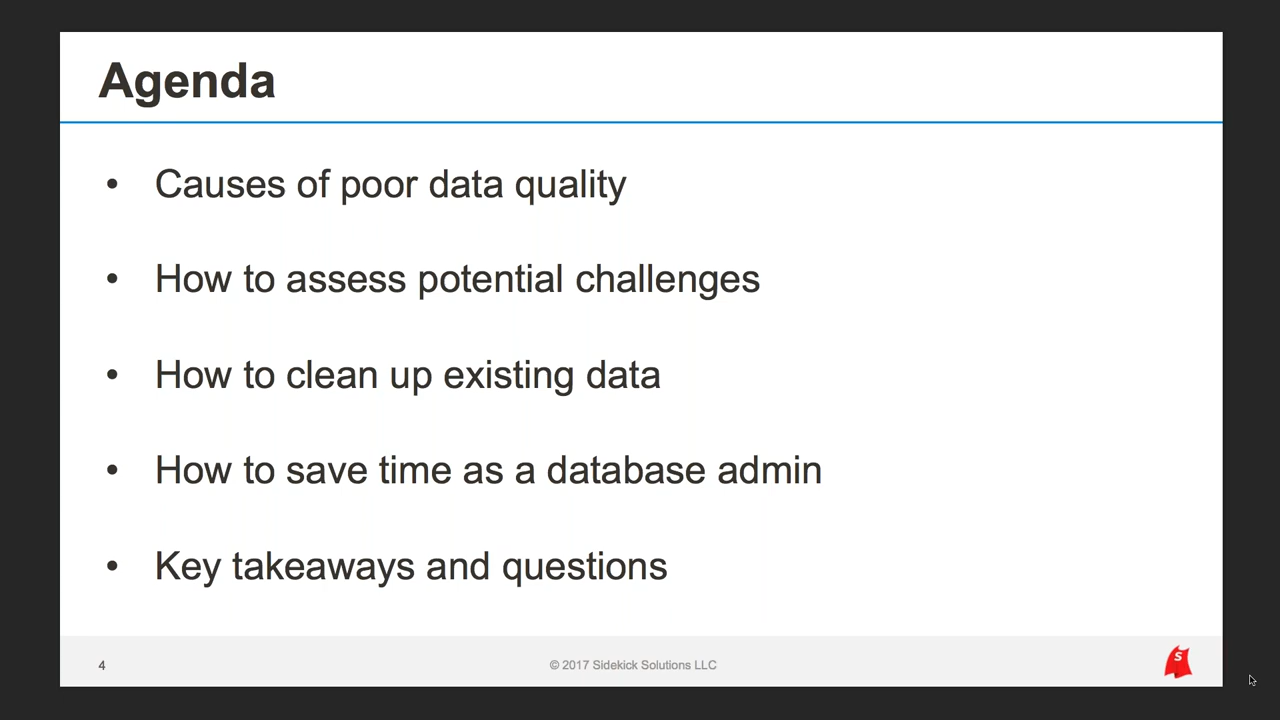 Agenda
• Causes of poor data quality
• How to assess potential challenges
• How to clean up existing data
• How to save time as a database admin
• Key takeaways and questions
4
© 2017 Sidekick Solutions LLC
S